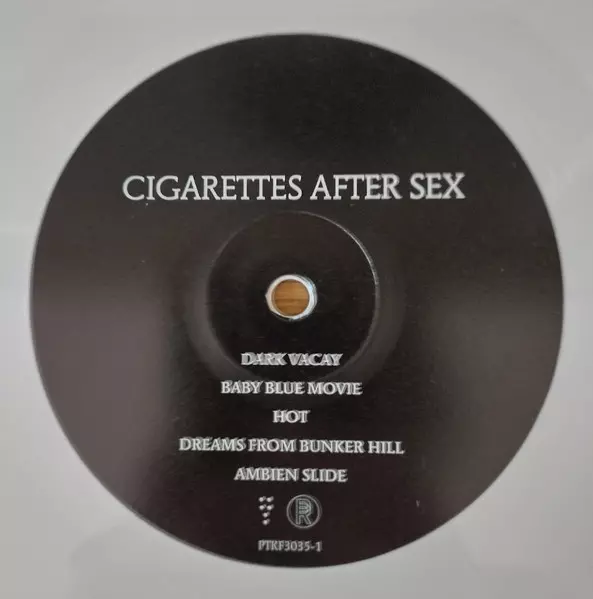 CIGARETTES AFTER SEX
DARK VACAY
BABY BLUE MOVIE
HOT
DREAMS FROM BUNKER HILL
AMBIEN SLIDE
PTKF3035-1